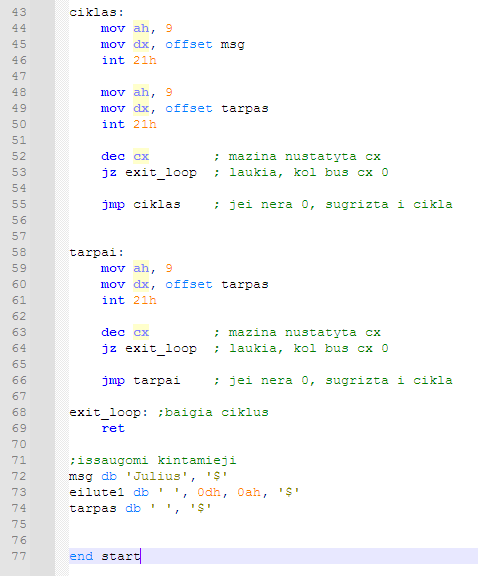 43 ciklas:
44 mov ah, 9
45 mov dx, offset msg
46 int 21h
47
48 mov ah, 9
49 mov dx, offset tarpas
50 int 21h
51
52 dec cx ; mazina nustatyta cx
53 jz exit_loop ; laukia, kol bus cx 0
54
55 jmp ciklas ; jei nera 0, sugrizta i cikla
56
57
58 tarpai:
59 mov ah, 9
60 mov dx, offset tarpas
61 int 21h
62
63 dec cx ; mazina nustatyta cx
64 jz exit_loop ; laukia, kol bus cx 0
65
66 jmp tarpai ; jei nera 0, sugrizta i cikla
67
68 exit_loop: ;baigia ciklus
69 ret
70
71 ;issaugomi kintamieji
72 msg db 'Julius', '$'
73 eilute1 db ' ', 0dh, 0ah, '$'
74 tarpas db ' ', '$'
75
76
77 end start